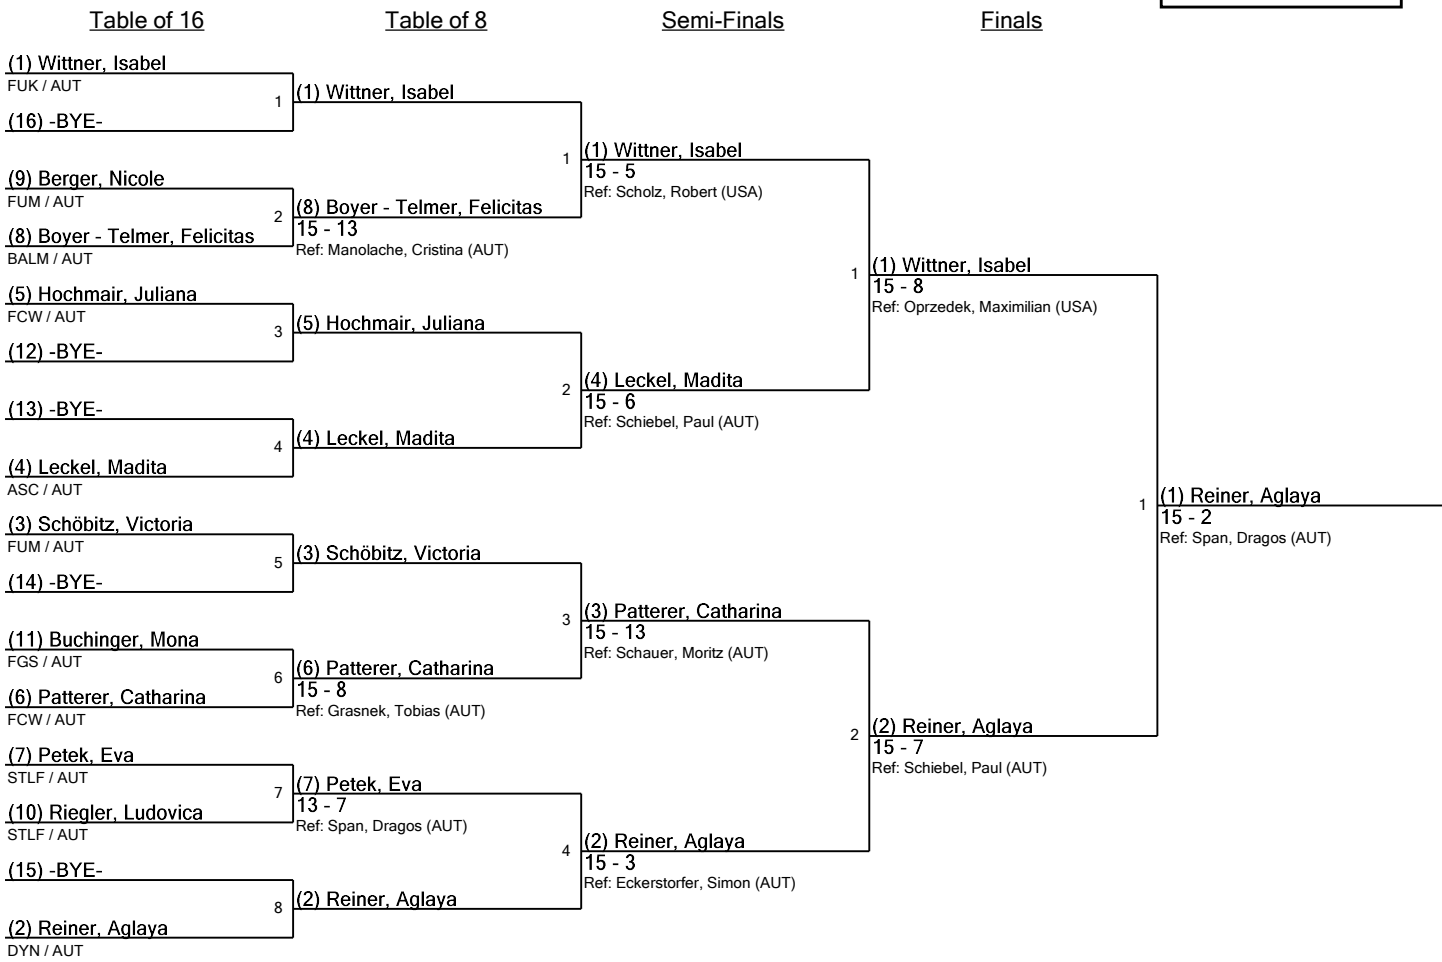 Table of 16
Table of 8
Semi-Finals
Finals
(1) Wittner, Isabel
FUK / AUT
1
(16) -BYE-
(9) Berger, Nicole
FUM / AUT
2
(8) Boyer - Telmer, Felicitas
BALM / AUT
(5) Hochmair, Juliana
FCW / AUT
3
(12) -BYE-
(13) -BYE-
4
(4) Leckel, Madita
ASC / AUT
(3) Schöbitz, Victoria
FUM / AUT
5
(14) -BYE-
(11) Buchinger, Mona
FGS / AUT
6
(6) Patterer, Catharina
FCW / AUT
(7) Petek, Eva
STLF / AUT
7
(10) Riegler, Ludovica
STLF / AUT
(15) -BYE-
8
(2) Reiner, Aglaya
DYN / AUT
(1) Wittner, Isabel
1
(8) Boyer - Telmer, Felicitas
15 - 13
Ref: Manolache, Cristina (AUT)
(5) Hochmair, Juliana
2
(4) Leckel, Madita
(3) Schöbitz, Victoria
3
(6) Patterer, Catharina
15 - 8
Ref: Grasnek, Tobias (AUT)
(7) Petek, Eva
13 - 7
Ref: Span, Dragos (AUT)
4
(2) Reiner, Aglaya
(1) Wittner, Isabel
15 - 5
Ref: Scholz, Robert (USA)
1
(4) Leckel, Madita
15 - 6
Ref: Schiebel, Paul (AUT)
(3) Patterer, Catharina
15 - 13
Ref: Schauer, Moritz (AUT)
2
(2) Reiner, Aglaya
15 - 3
Ref: Eckerstorfer, Simon (AUT)
(1) Wittner, Isabel
15 - 8
Ref: Oprzedek, Maximilian (USA)
1
(2) Reiner, Aglaya
15 - 7
Ref: Schiebel, Paul (AUT)
(1) Reiner, Aglaya
15 - 2
Ref: Span, Dragos (AUT)